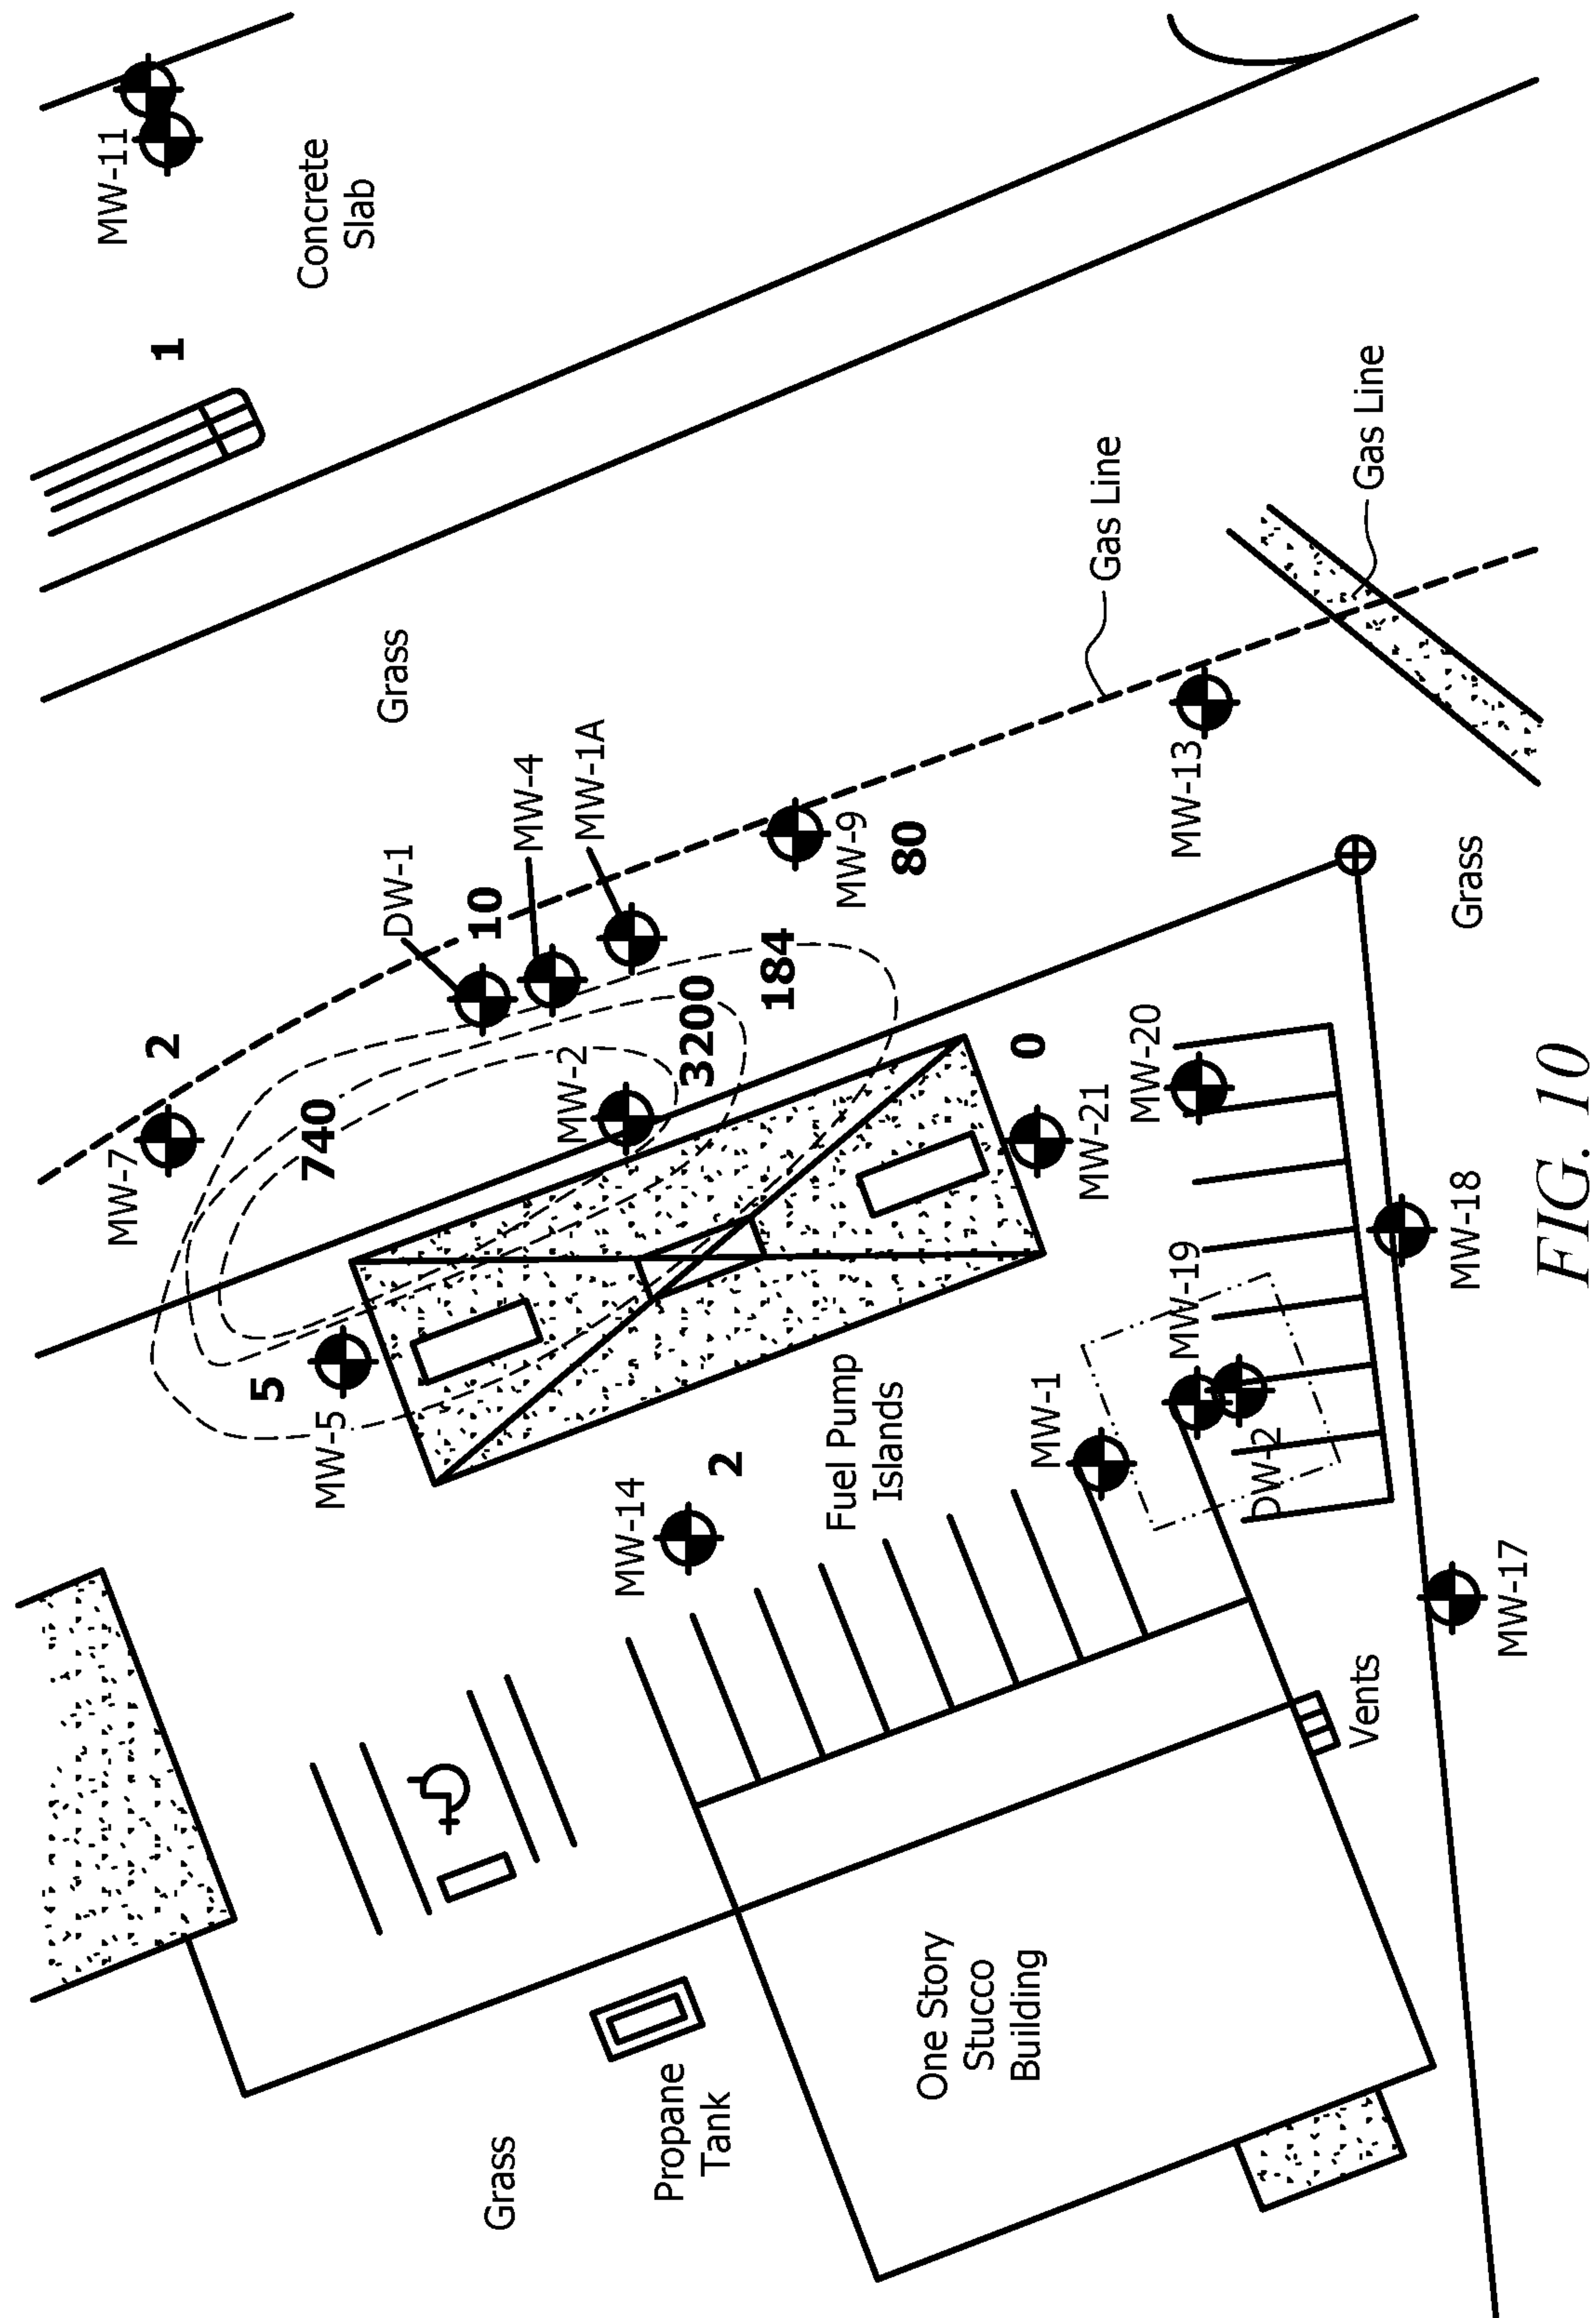 MW-11
Concrete
Slab
1
Gas Line
Gas Line
Grass
MW-4
MW-1A
DW-1
10
MW-9
80
MW-13
Grass
2
MW-7
740
MW-2
3200
184
0
MW-21
MW-20
MW-18
MW-19
5
MW-5
MW-14
2
Fuel Pump
Islands
MW-1
DW-2
MW-17
Vents
One Story
Stucco
Building
Propane
Tank
Grass
FIG. 10